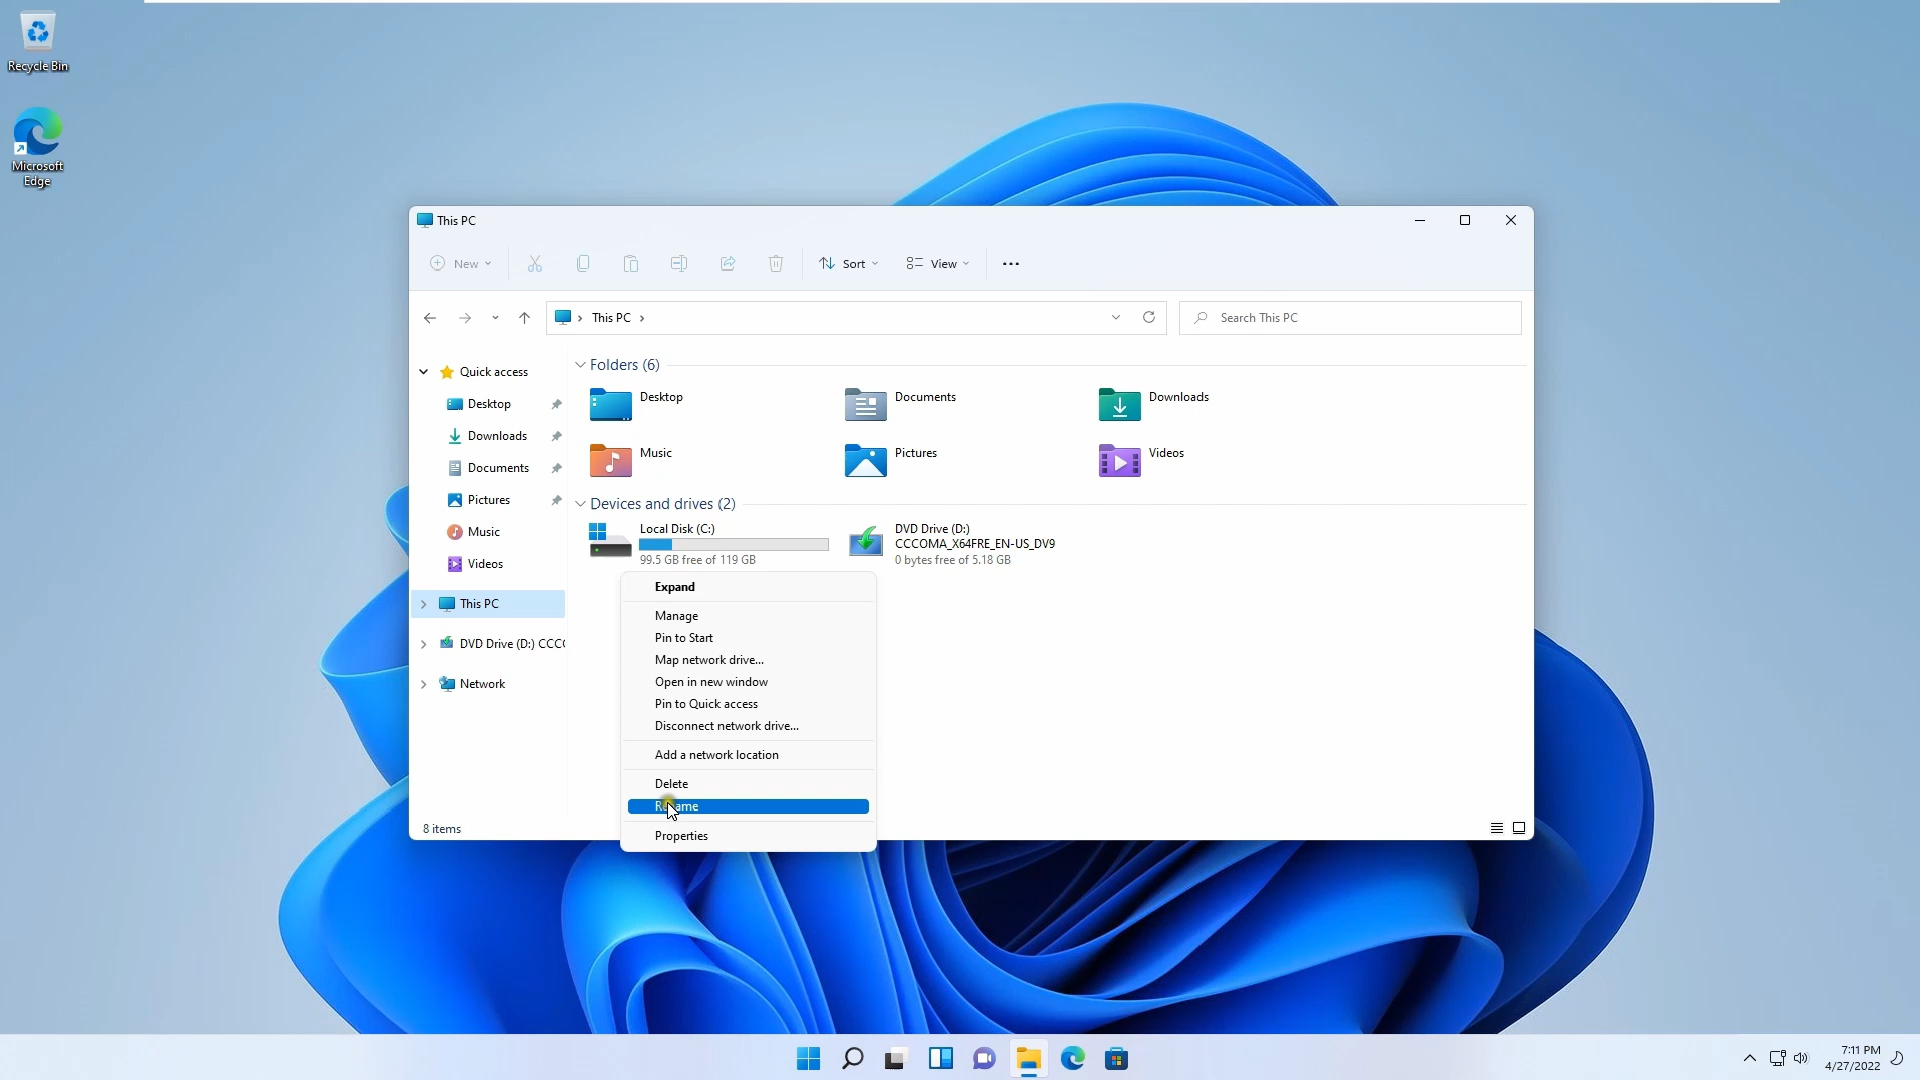 Recycle Bin
Microsoft
Edge
This PC
New
Sort
View
This PC
Search This PC
Quick access
Desktop
Downloads
Documents
Pictures
Music
Videos
This PC
DVD Drive (D:) CCC
Network
Folders (6)
Desktop
Documents
Downloads
Music
Pictures
Videos
Devices and drives (2)
Local Disk (C:)
99.5 GB free of 119 GB
DVD Drive (D:)
CCCOMA_X64FRE_EN-US_DV9
0 bytes free of 5.18 GB
Expand
Manage
Pin to Start
Map network drive...
Open in new window
Pin to Quick access
Disconnect network drive...
Add a network location
Delete
Rename
Properties
8 items
7:11 PM
4/27/2022